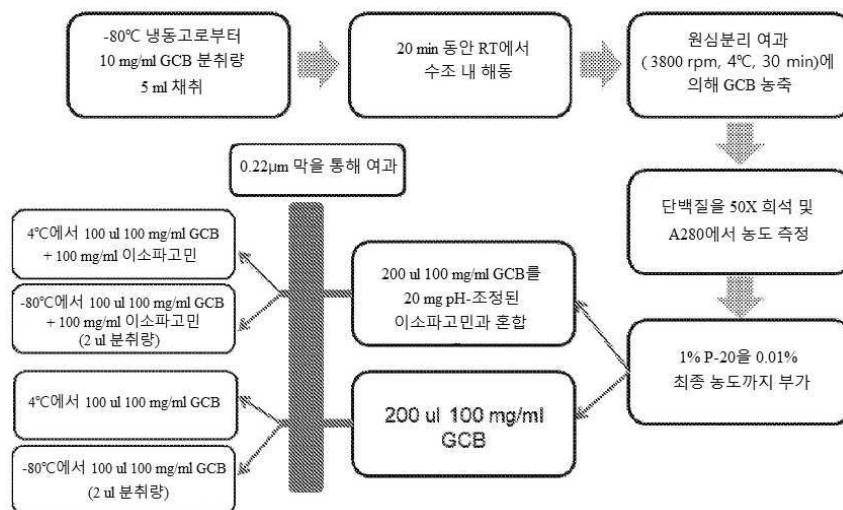 -80℃ 냉동고로부터
10 mg/ml GCB 분취량
5 ml 채취
20 min 동안 RT에서
수조 내 해동
원심분리 여과
( 3800 rpm, 4℃, 30 min)에
의해 GCB 농축
단백질을 50X 희석 및
A280에서 농도 측정
1% P-20을 0.01%
최종 농도까지 부가
200 ul 100 mg/ml GCB를
20 mg pH-조정된
이소파고민과 혼합
200 ul 100 mg/ml
GCB
0.22μm 막을 통해 여과
4℃에서 100 ul 100 mg/ml GCB
+ 100 mg/ml 이소파고민
-80℃에서 100 ul 100 mg/ml GCB
+ 100 mg/ml 이소파고민
(2 ul 분취량)
4℃에서 100 ul 100 mg/ml GCB
-80℃에서 100 ul 100 mg/ml GCB
(2 ul 분취량)